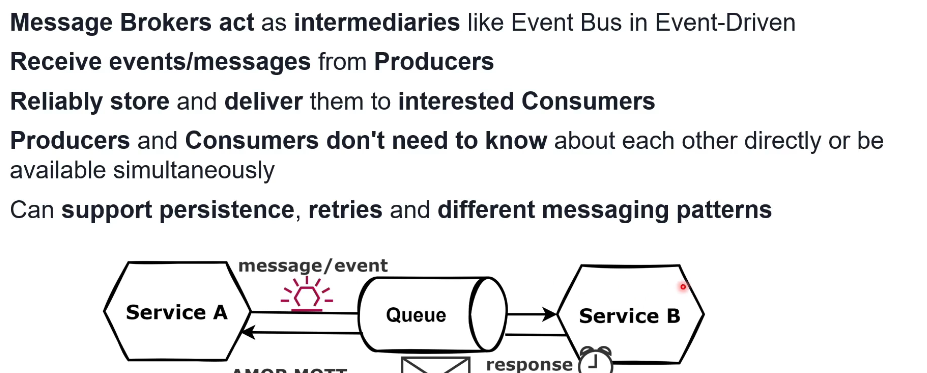 Message Brokers act as intermediaries like Event Bus in Event-Driven
Receive events/messages from Producers
Reliably store and deliver them to interested Consumers
Producers and Consumers don't need to know about each other directly or be
available simultaneously
Can support persistence, retries and different messaging patterns
message/event
Service A
Queue
Service B
response